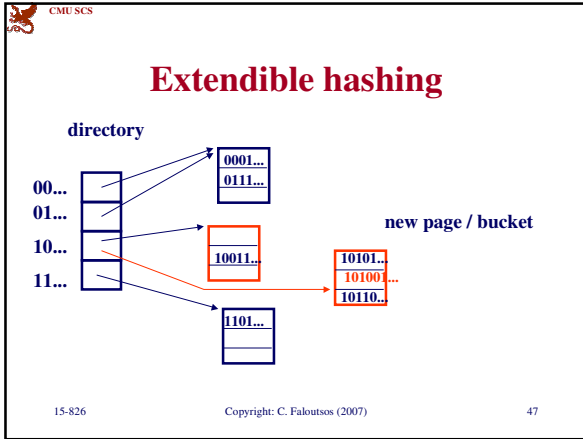 CMU SCS
Extendible hashing
directory
00...
01...
10...
11...
0001...
0111...
10011...
1101...
new page / bucket
10101...
101001...
10110...
15-826
Copyright: C. Faloutsos (2007)
47